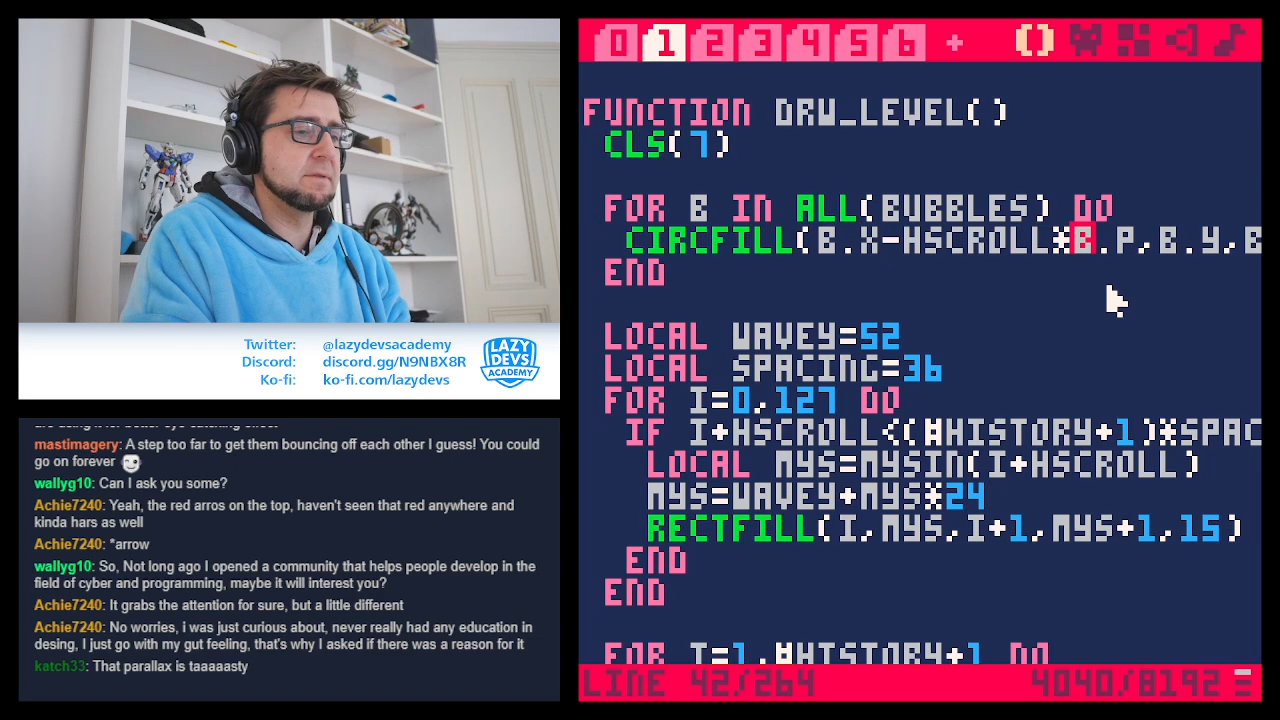 Twitter: @lazydevsacademy
Discord: discord.gg/N9NBX8R
Ko-fi: ko-fi.com/lazydevs
LAZY
DEVS
ACADEMY
mastimagery: A step too far to get them bouncing off each other I guess! You could
go on forever
wallyg10: Can I ask you some?
Achie7240: Yeah, the red arros on the top, haven't seen that red anywhere and
kinda hars as well
Achie7240: *arrow
wallyg10: So, Not long ago I opened a community that helps people develop in the
field of cyber and programming, maybe it will interest you?
Achie7240: It grabs the attention for sure, but a little different
Achie7240: No worries, i was just curious about, never really had any education in
desing, I just go with my gut feeling, that's why I asked if there was a reason for it
katch33: That parallax is taaaaasty
0 1 2 3 4 5 6 +
FUNCTION DRW_LEVEL()
CLS(7)
FOR B IN ALL(BUBBLES) DO
CIRCFILL(B.X-HSCROLL*B.P,B.Y,B
END
LOCAL WAVEY=52
LOCAL SPACING=36
FOR I=0,127 DO
IF I+HSCROLL<(#HISTORY+1)*SPAC
LOCAL MYS=MYSIN(I+HSCROLL)
MYS=WAVEY+MYS*24
RECTFILL(I,MYS,I+1,MYS+1,15)
END
END
FOR I=1,#HISTORY+1 DO
LINE 42/264 4040/8192